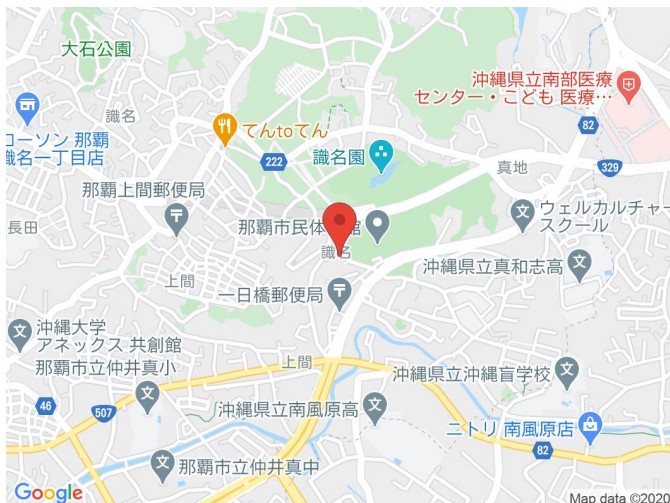 大石公園
沖縄県立南部医療
センター・こども 医療…
識名
てんtoてん
82
ローソン 那覇
識名一丁目店
222
識名園
329
真地
那覇上間郵便局
長田
那覇市民体 館
ウェルカルチャー
スクール
識名
沖縄県立真和志高
上間
一日橋郵便局
沖縄大学
アネックス 共創館
上間
那覇市立仲井真小
沖縄県立沖縄盲学校
46
507
沖縄県立南風原高
ニトリ 南風原店
82
那覇市立仲井真中
Google
Map data ©2020